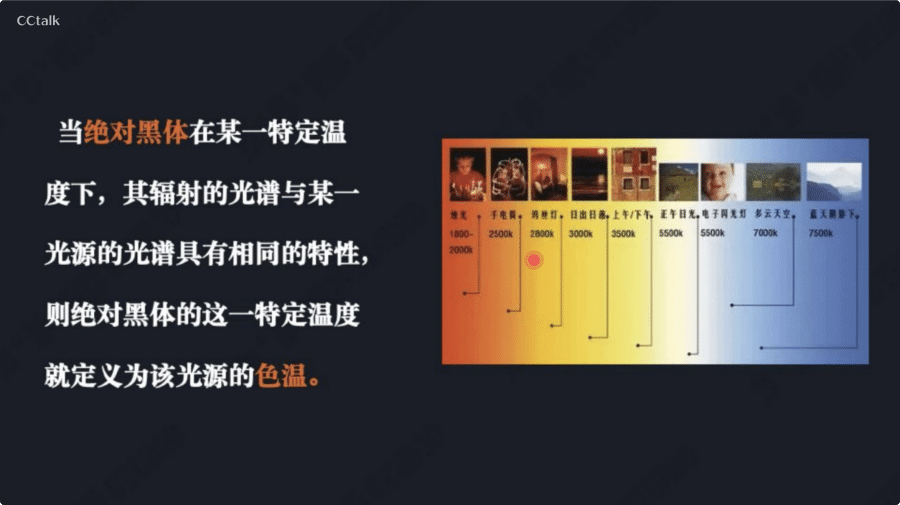 CCtalk
当绝对黑体在某一特定温
度下，其辐射的光谱与某一
光源的光谱具有相同的特性，
则绝对黑体的这一特定温度
就定义为该光源的色温。
烛光 手电筒 钨丝灯 日出日落 上午/下午 正午日光 电子闪光灯 多云天空 蓝天阴影下
1800-2000k 2500k 2800k 3000k 3500k 5500k 5500k 7000k 7500k